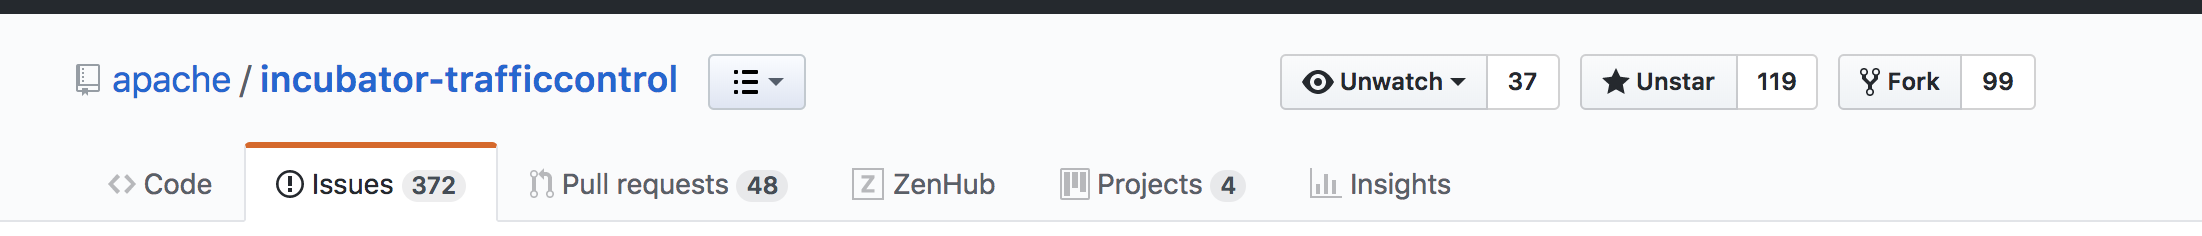 apache / incubator-trafficcontrol Unwatch 37 Unstar 119 Fork 99
Code Issues 372 Pull requests 48 Z ZenHub Projects 4 Insights